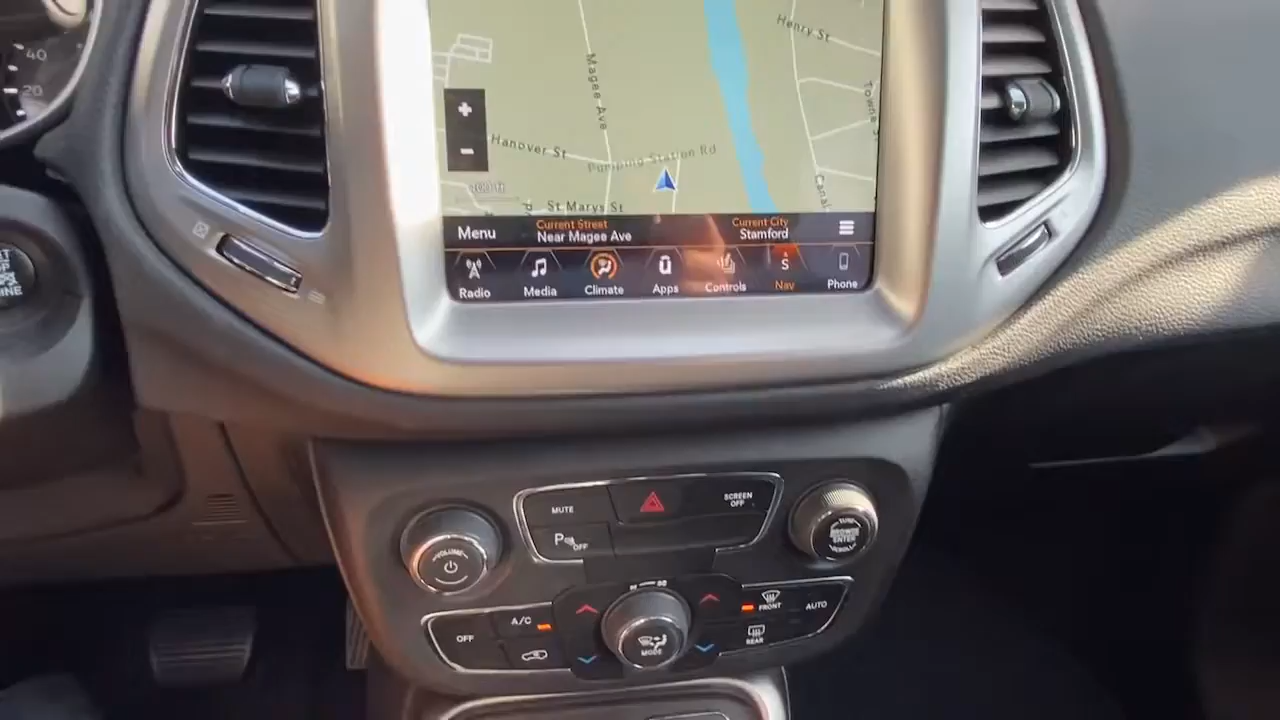 40
20
Henry St
Magee Ave
Hanover St
Pumping Station Rd
St Marys St
Canal
Menu
Current Street
Near Magee Ave
Current City
Stamford
Radio
Media
Climate
Apps
Controls
S
Nav
Phone
MUTE
SCREEN
OFF
P OFF
VOLUME
TUNE
BROWSE
ENTER
SCROLL
OFF
A/C
MODE
FRONT
REAR
AUTO